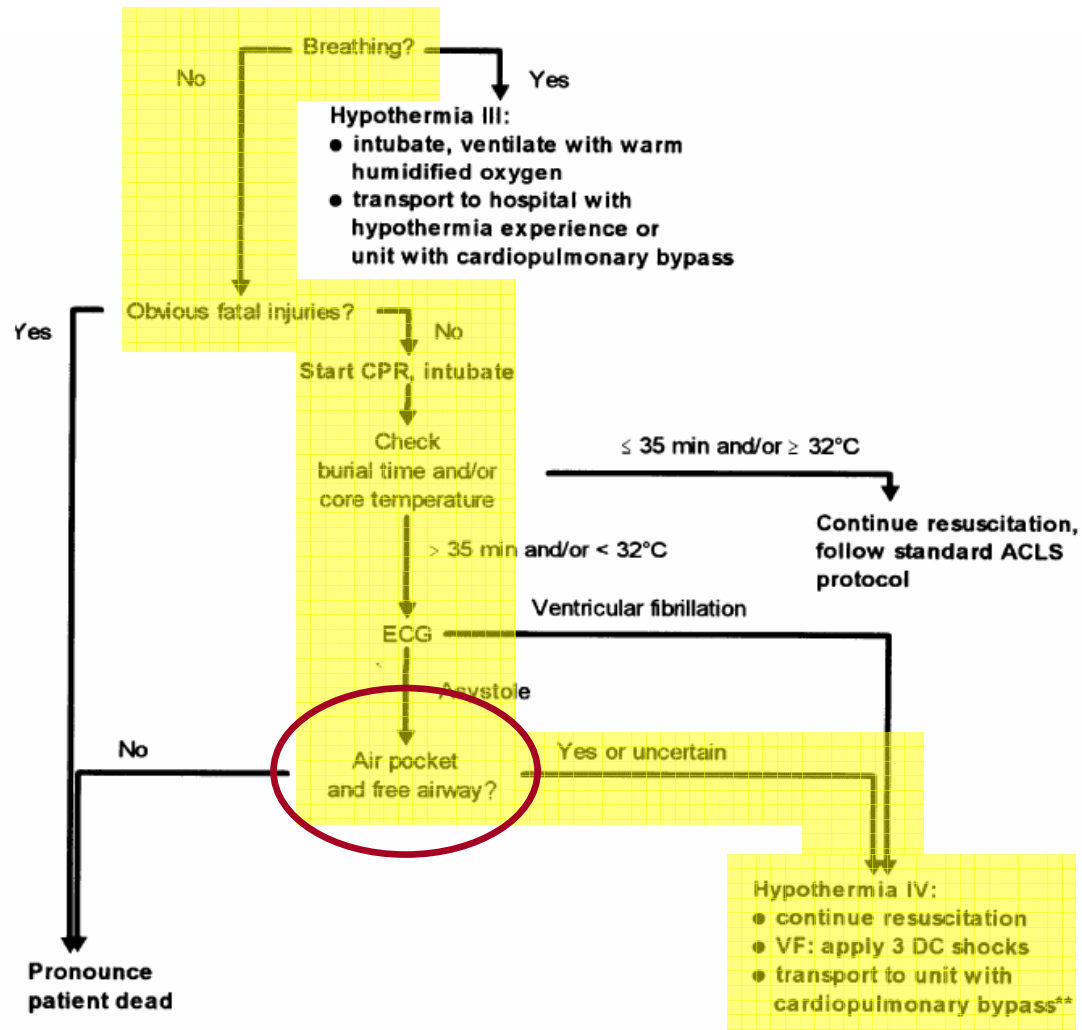 Breathing?
No
Yes
Hypothermia III:
● intubate, ventilate with warm
humidified oxygen
● transport to hospital with
hypothermia experience or
unit with cardiopulmonary bypass
Obvious fatal injuries?
Yes
No
Start CPR, intubate
Check
burial time and/or
core temperature
≤ 35 min and/or ≥ 32°C
Continue resuscitation,
follow standard ACLS
protocol
> 35 min and/or < 32°C
Ventricular fibrillation
ECG
Asystole
Air pocket
and free airway?
No
Yes or uncertain
Hypothermia IV:
● continue resuscitation
● VF: apply 3 DC shocks
● transport to unit with
cardiopulmonary bypass**
Pronounce
patient dead